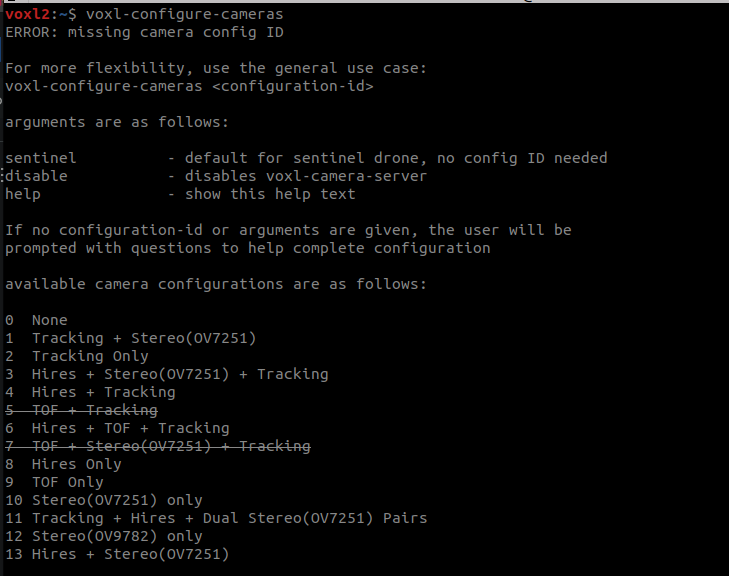 voxl2:~$ voxl-configure-cameras
ERROR: missing camera config ID
For more flexibility, use the general use case:
voxl-configure-cameras <configuration-id>
arguments are as follows:
sentinel - default for sentinel drone, no config ID needed
disable - disables voxl-camera-server
help - show this help text
If no configuration-id or arguments are given, the user will be
prompted with questions to help complete configuration
available camera configurations are as follows:
0 None
1 Tracking + Stereo(OV7251)
2 Tracking Only
3 Hires + Stereo(OV7251) + Tracking
4 Hires + Tracking
5 TOF + Tracking
6 Hires + TOF + Tracking
7 TOF + Stereo(OV7251) + Tracking
8 Hires Only
9 TOF Only
10 Stereo(OV7251) only
11 Tracking + Hires + Dual Stereo(OV7251) Pairs
12 Stereo(OV9782) only
13 Hires + Stereo(OV7251)